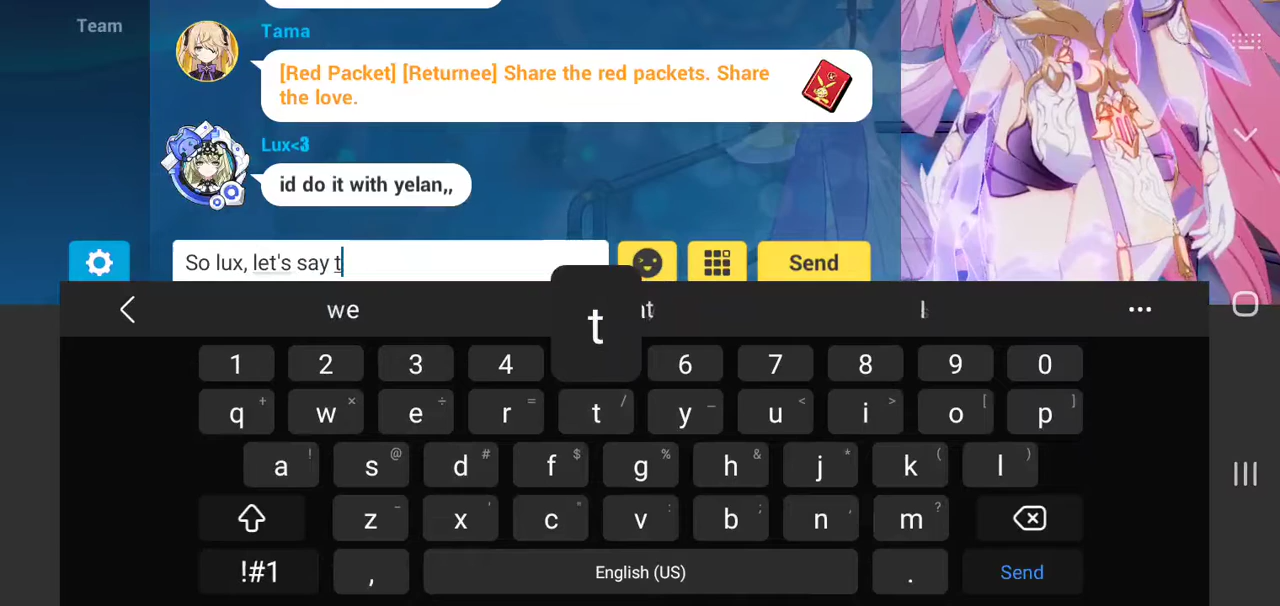 Team
Tama
[Red Packet] [Returnee] Share the red packets. Share
the love.
Lux<3
id do it with yelan,,
So lux, let's say t
Send
we
t
1 2 3 4 6 7 8 9 0
q + w × e ÷ r = t / y _ u < i > o [ p ]
a ! s @ d # f $ g % h & j * k ( l )
z - x ' c " v : b ; n , m ?
!#1 , English (US) . Send